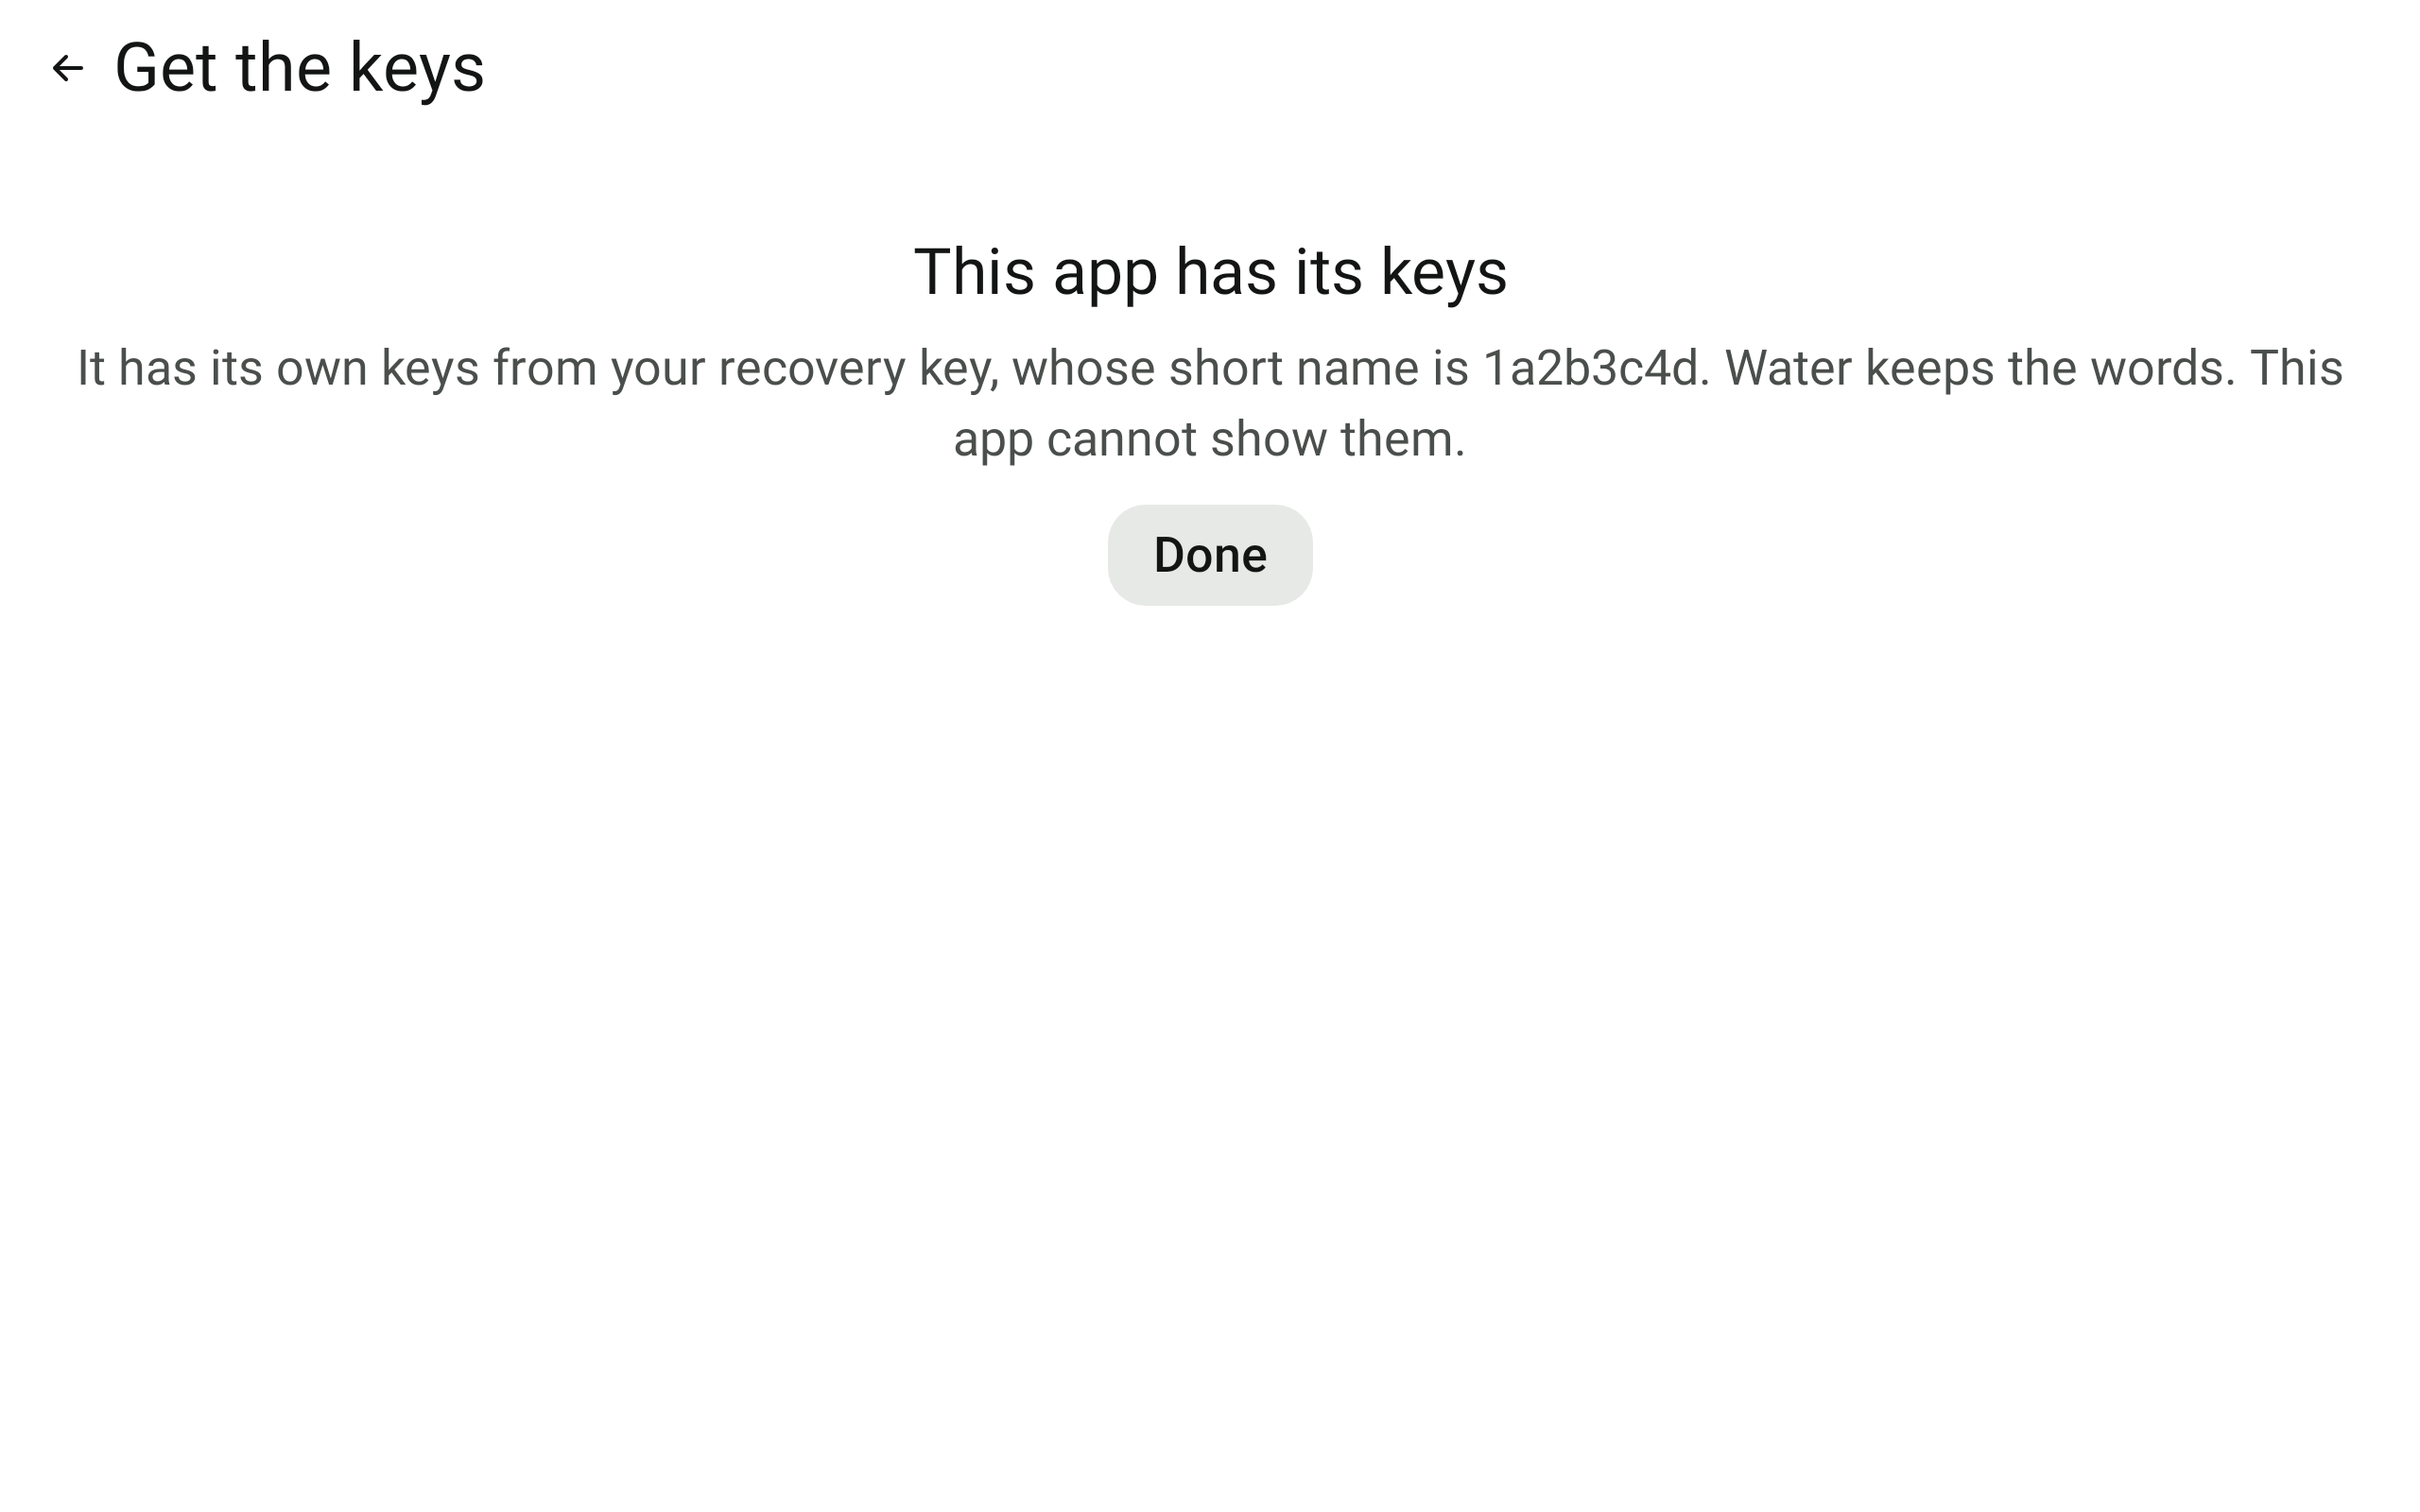 Get the keys
This app has its keys
It has its own keys from your recovery key, whose short name is 1a2b3c4d. Water keeps the words. This
app cannot show them.
Done